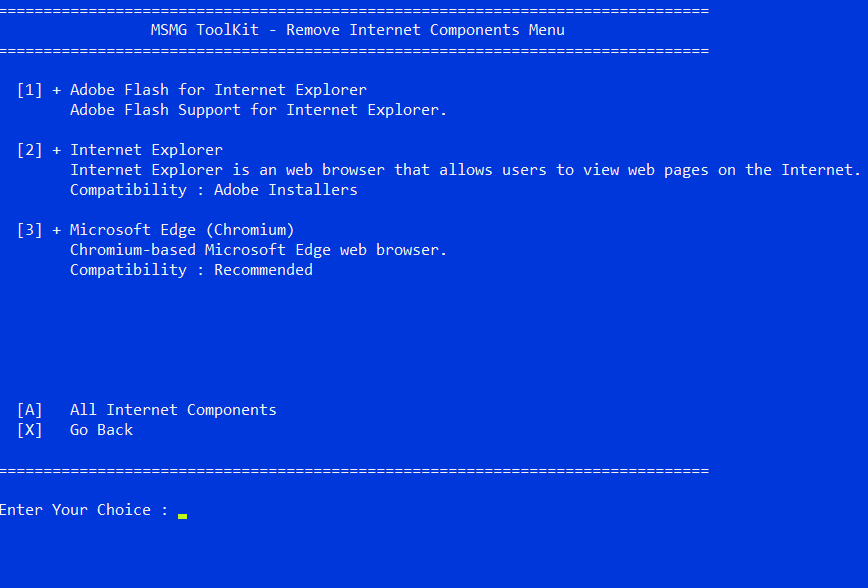 ===============================================================================
MSMG ToolKit - Remove Internet Components Menu
===============================================================================
[1] + Adobe Flash for Internet Explorer
Adobe Flash Support for Internet Explorer.
[2] + Internet Explorer
Internet Explorer is an web browser that allows users to view web pages on the Internet.
Compatibility : Adobe Installers
[3] + Microsoft Edge (Chromium)
Chromium-based Microsoft Edge web browser.
Compatibility : Recommended
[A] All Internet Components
[X] Go Back
===============================================================================
Enter Your Choice :